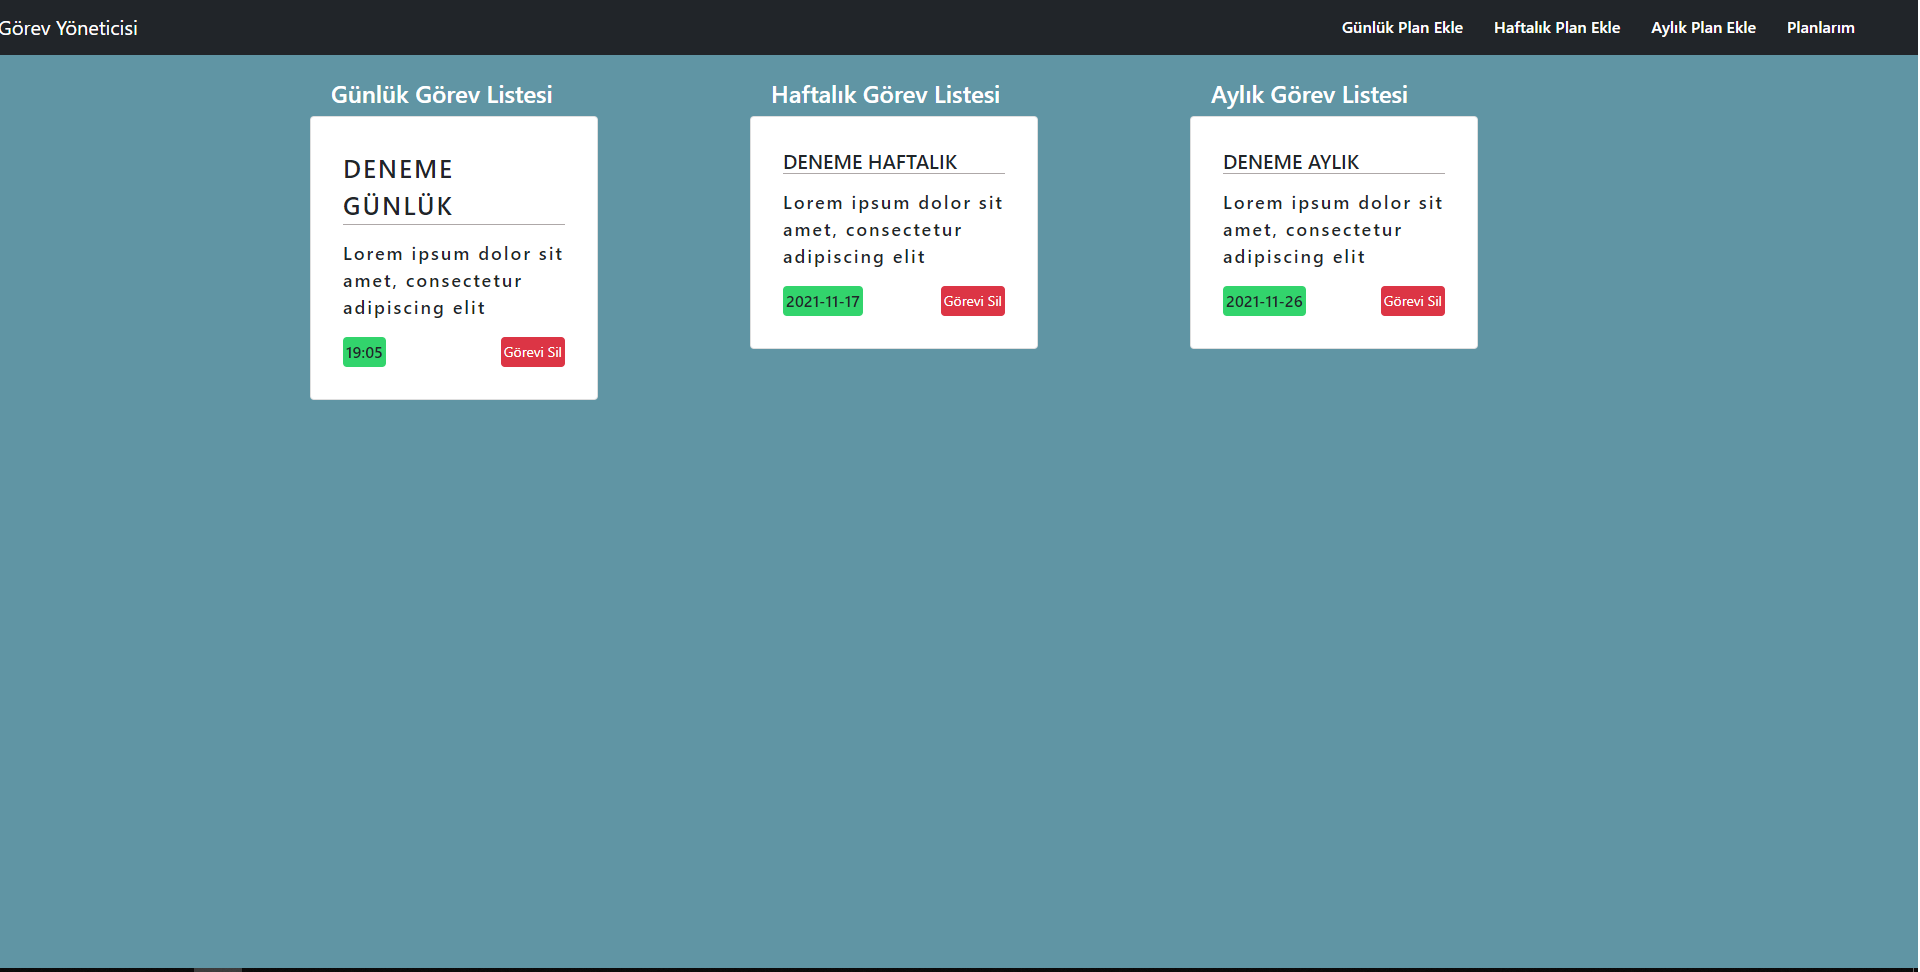 Görev Yöneticisi
Günlük Plan Ekle
Haftalık Plan Ekle
Aylık Plan Ekle
Planlarım
Günlük Görev Listesi
DENEME
GÜNLÜK
Lorem ipsum dolor sit
amet, consectetur
adipiscing elit
19:05
Görevi Sil
Haftalık Görev Listesi
DENEME HAFTALIK
Lorem ipsum dolor sit
amet, consectetur
adipiscing elit
2021-11-17
Görevi Sil
Aylık Görev Listesi
DENEME AYLIK
Lorem ipsum dolor sit
amet, consectetur
adipiscing elit
2021-11-26
Görevi Sil